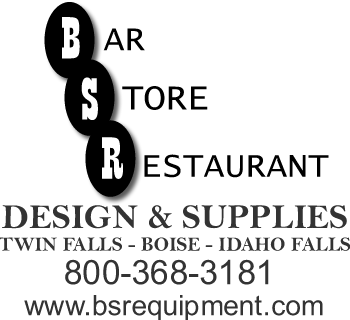 BAR
STORE
RESTAURANT
DESIGN & SUPPLIES
TWIN FALLS - BOISE - IDAHO FALLS
800-368-3181
www.bsrequipment.com